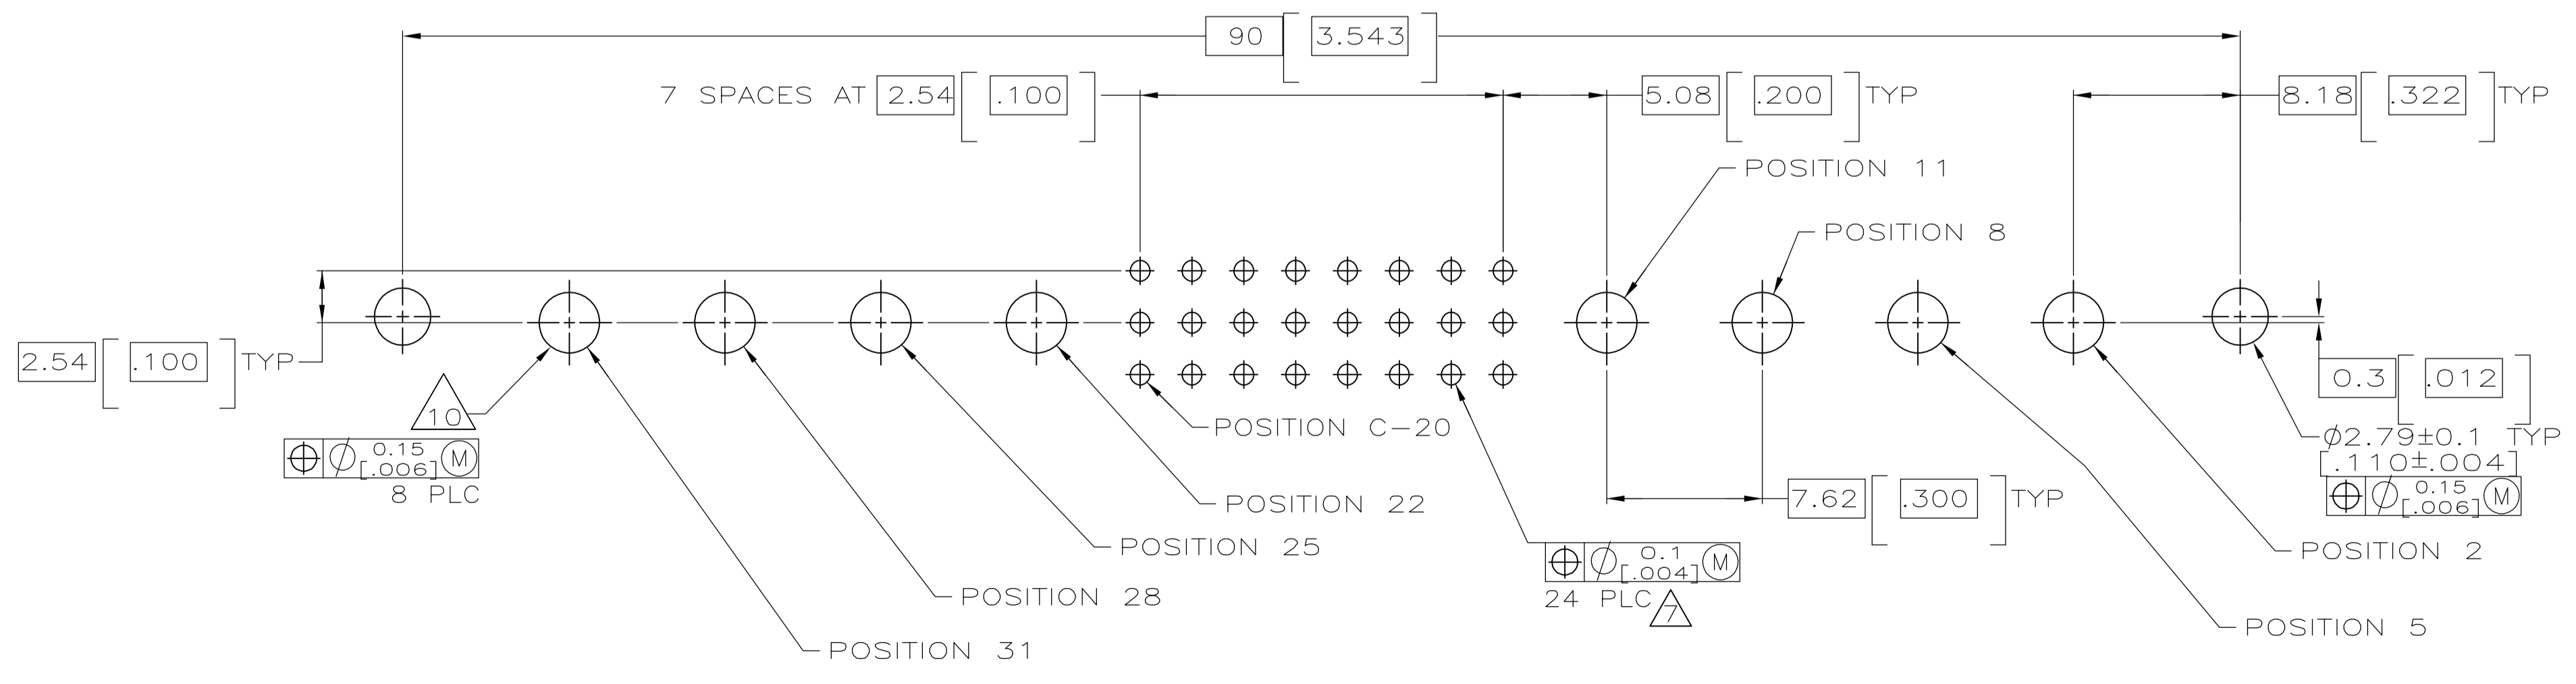 90 [3.543]
7 SPACES AT 2.54 [.100]
5.08 [.200] TYP
8.18 [.322] TYP
POSITION 11
POSITION 8
2.54 [.100] TYP
0.3 [.012]
10
POSITION C-20
⌀2.79±0.1 TYP
[.110±.004]
⌖ ⌀ 0.15 Ⓜ
[.006]
8 PLC
⌖ ⌀ 0.15 Ⓜ
[.006]
POSITION 22
7.62 [.300] TYP
POSITION 25
POSITION 2
⌖ ⌀ 0.1 Ⓜ
[.004]
24 PLC 7
POSITION 28
POSITION 5
POSITION 31